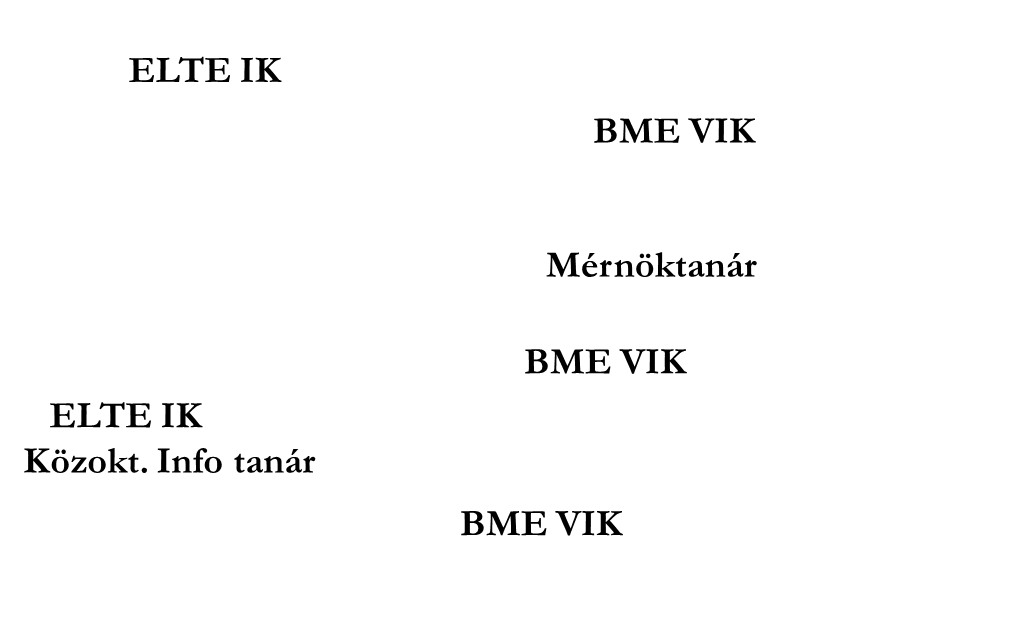 ELTE IK
BME VIK
Mérnöktanár
BME VIK
ELTE IK
Közokt. Info tanár
BME VIK